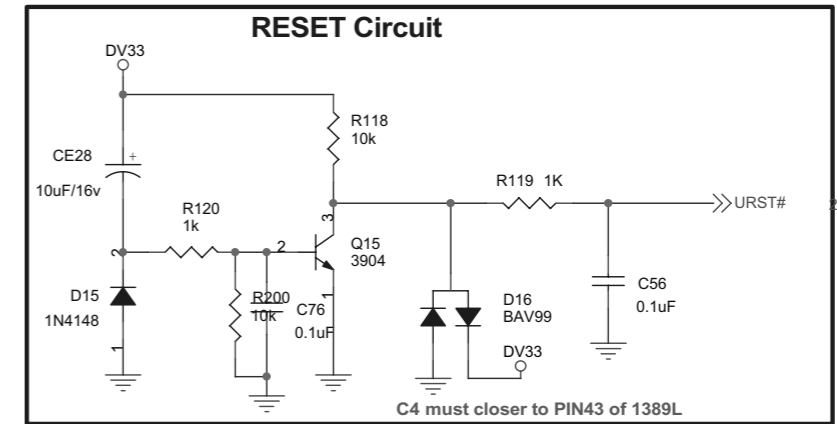 RESET Circuit
DV33
R118
10k
CE28
+
10uF/16v
R119 1K
URST#
2
R120
1k
3
2
2
Q15
3904
1
D15
1N4148
1
R200
10k
C76
0.1uF
D16
BAV99
DV33
C56
0.1uF
C4 must closer to PIN43 of 1389L